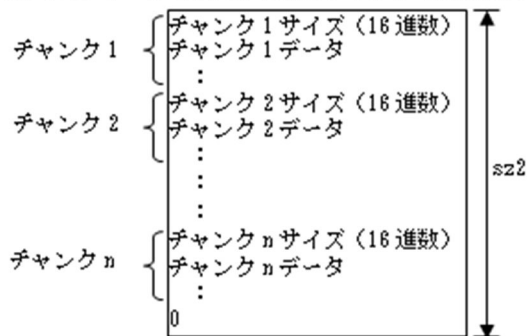 チャンク1
チャンク1サイズ（16進数）
チャンク1データ
：
チャンク2
チャンク2サイズ（16進数）
チャンク2データ
：
：
：
チャンクn
チャンクnサイズ（16進数）
チャンクnデータ
：
0
sz2